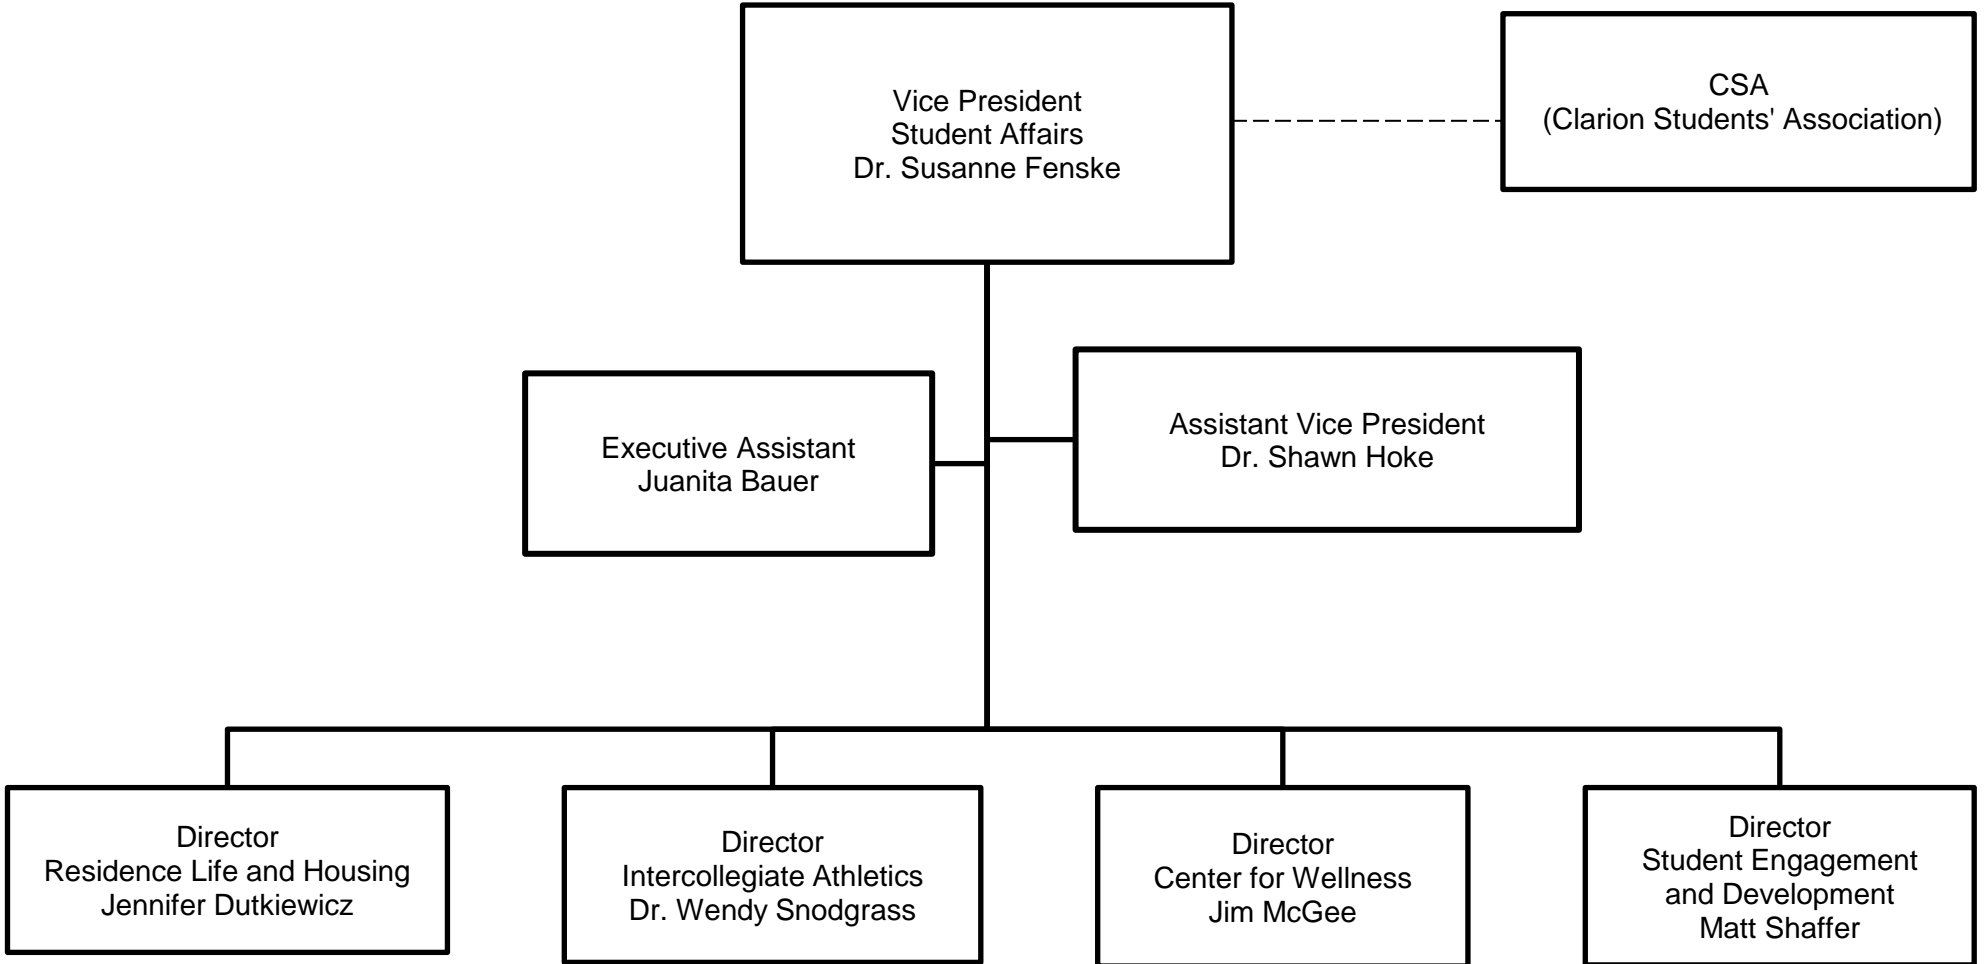 Vice President
Student Affairs
Dr. Susanne Fenske
CSA
(Clarion Students' Association)
Executive Assistant
Juanita Bauer
Assistant Vice President
Dr. Shawn Hoke
Director
Residence Life and Housing
Jennifer Dutkiewicz
Director
Intercollegiate Athletics
Dr. Wendy Snodgrass
Director
Center for Wellness
Jim McGee
Director
Student Engagement
and Development
Matt Shaffer